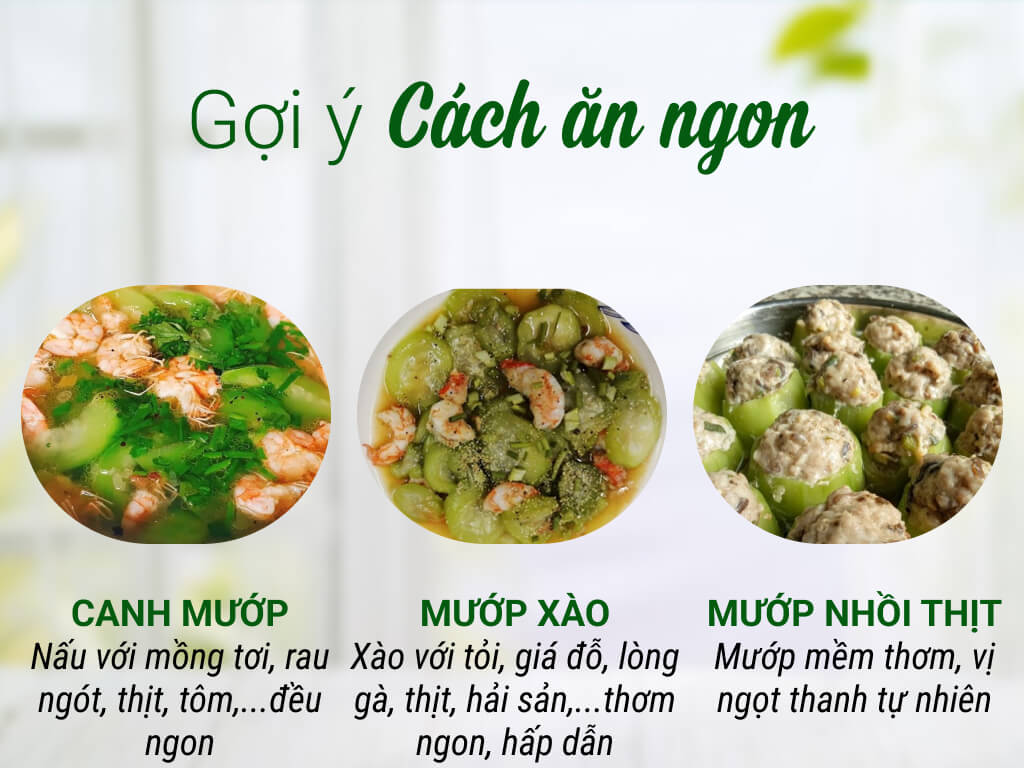 Gợi ý Cách ăn ngon
CANH MƯỚP
Nấu với mồng tơi, rau
ngót, thịt, tôm,...đều
ngon
MƯỚP XÀO
Xào với tỏi, giá đỗ, lòng
gà, thịt, hải sản,...thơm
ngon, hấp dẫn
MƯỚP NHỒI THỊT
Mướp mềm thơm, vị
ngọt thanh tự nhiên